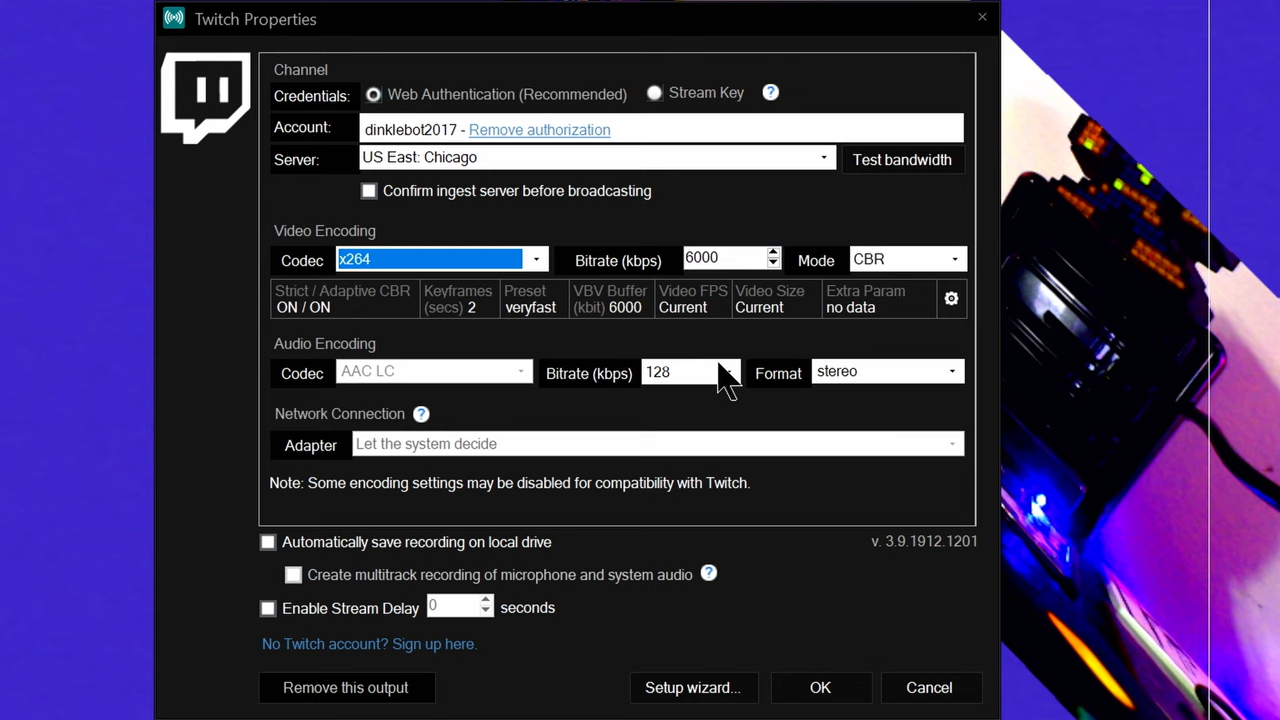 Twitch Properties
Channel
Credentials: Web Authentication (Recommended) Stream Key ?
Account: dinklebot2017 - Remove authorization
Server: US East: Chicago Test bandwidth
Confirm ingest server before broadcasting
Video Encoding
Codec x264 Bitrate (kbps) 6000 Mode CBR
Strict / Adaptive CBR Keyframes Preset VBV Buffer Video FPS Video Size Extra Param
ON / ON (secs) 2 veryfast (kbit) 6000 Current Current no data
Audio Encoding
Codec AAC LC Bitrate (kbps) 128 Format stereo
Network Connection ?
Adapter Let the system decide
Note: Some encoding settings may be disabled for compatibility with Twitch.
Automatically save recording on local drive v. 3.9.1912.1201
Create multitrack recording of microphone and system audio ?
Enable Stream Delay 0 seconds
No Twitch account? Sign up here.
Remove this output Setup wizard... OK Cancel